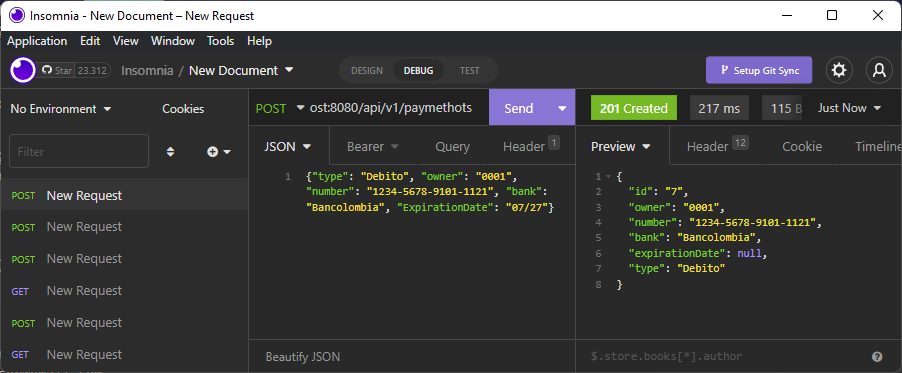 Insomnia - New Document – New Request
Application Edit View Window Tools Help
Star 23.312 Insomnia / New Document DESIGN DEBUG TEST Setup Git Sync
No Environment Cookies
POST ost:8080/api/v1/paymethots Send
201 Created 217 ms 115 B Just Now
Filter
JSON Bearer Query Header 1
Preview Header 12 Cookie Timeline
POST New Request
POST New Request
POST New Request
GET New Request
POST New Request
GET New Request
1 {"type": "Debito", "owner": "0001",
"number": "1234-5678-9101-1121", "bank":
"Bancolombia", "ExpirationDate": "07/27"}
1 {
2 "id": "7",
3 "owner": "0001",
4 "number": "1234-5678-9101-1121",
5 "bank": "Bancolombia",
6 "expirationDate": null,
7 "type": "Debito"
8 }
Beautify JSON
$.store.books[*].author